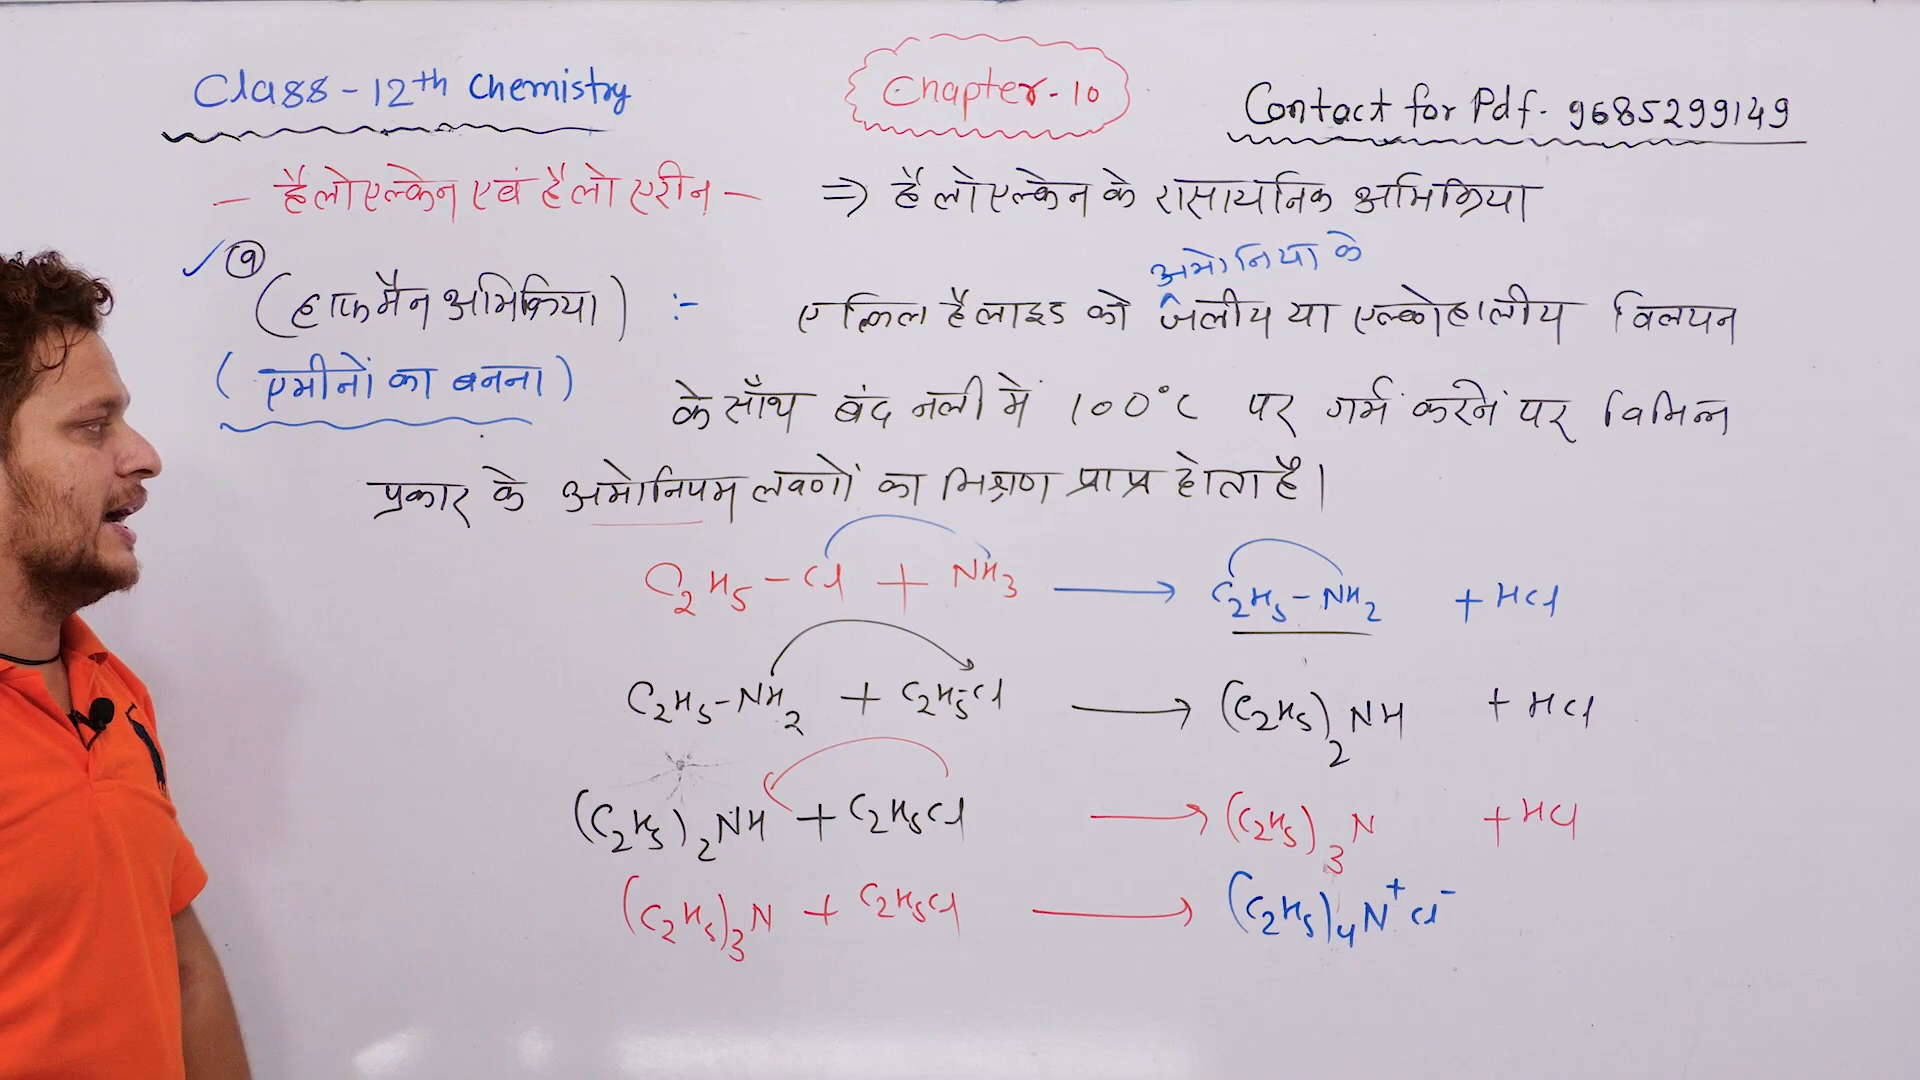 Class - 12th Chemistry
Chapter - 10
Contact for Pdf - 9685299149
- हैलोएल्केन एवं हैलो एरीन - ⇒ हैलोएल्केन के रासायनिक अभिक्रिया
✓ ⑨
(हाफमैन अभिक्रिया) :- एल्किल हैलाइड को ^ जलीय या एल्कोहालीय विलयन
अमोनिया के
(एमीनों का बनना) के साँथ बंद नली में 100°C पर गर्म करनें पर विभिन्न
प्रकार के अमोनियम लवणों का मिश्रण प्राप्त होता है।
C₂H₅ - Cl + NH₃ ⟶ C₂H₅ - NH₂ + HCl
C₂H₅ - NH₂ + C₂H₅Cl ⟶ (C₂H₅)₂NH + HCl
(C₂H₅)₂NH + C₂H₅Cl ⟶ (C₂H₅)₃N + HCl
(C₂H₅)₃N + C₂H₅Cl ⟶ (C₂H₅)₄N⁺Cl⁻